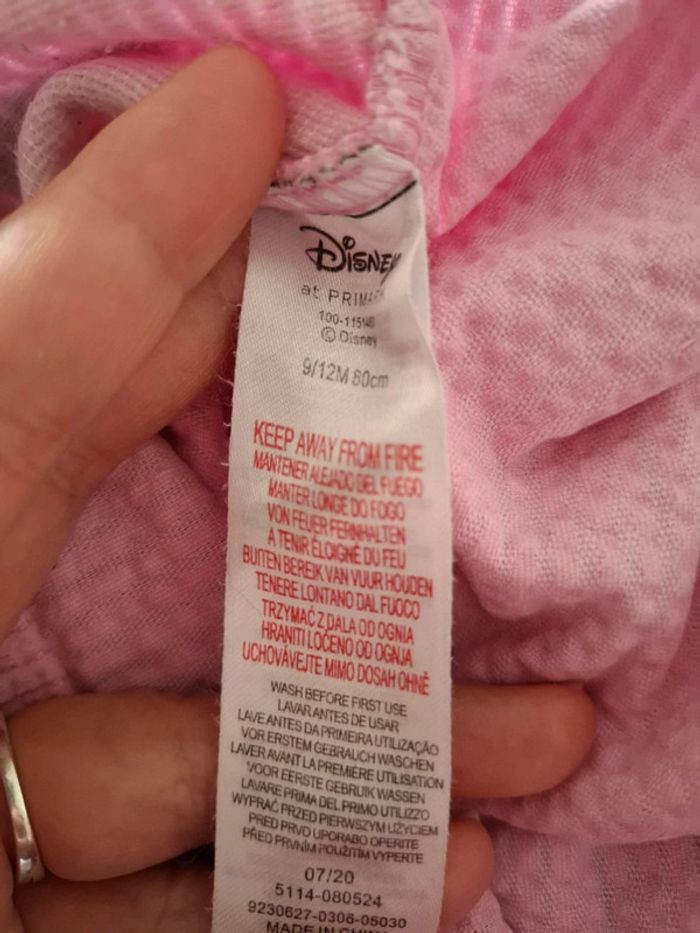 Disney
at PRIMARK
© Disney
9/12M 80cm
KEEP AWAY FROM FIRE
MANTENER ALEJADO DEL FUEGO
MANTER LONGE DO FOGO
VON FEUER FERNHALTEN
A TENIR ÉLOIGNÉ DU FEU
BUITEN BEREIK VAN VUUR HOUDEN
TENERE LONTANO DAL FUOCO
TRZYMAĆ Z DALA OD OGNIA
HRANITI LOČENO OD OGNJA
UCHOVÁVEJTE MIMO DOSAH OHNĚ
WASH BEFORE FIRST USE
LAVAR ANTES DE USAR
LAVE ANTES DA PRIMEIRA UTILIZAÇÃO
VOR ERSTEM GEBRAUCH WASCHEN
LAVER AVANT LA PREMIÈRE UTILISATION
VOOR EERSTE GEBRUIK WASSEN
LAVARE PRIMA DEL PRIMO UTILIZZO
WYPRAĆ PRZED PIERWSZYM UŻYCIEM
PRED PRVO UPORABO OPERITE
PŘED PRVNÍM POUŽITÍM VYPERTE
07/20
5114-080524
9230627-0306-05030
MADE IN CHINA